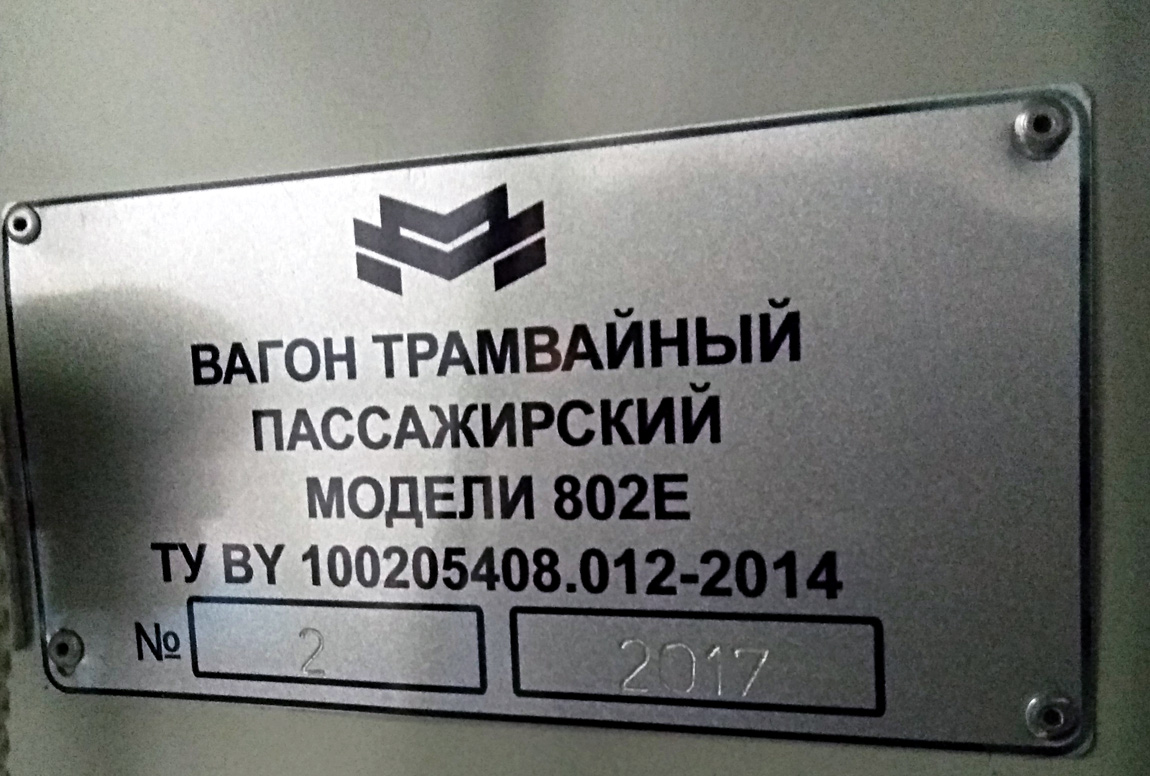 ВАГОН ТРАМВАЙНЫЙ
ПАССАЖИРСКИЙ
МОДЕЛИ 802Е
ТУ BY 100205408.012-2014
№ 2 2017